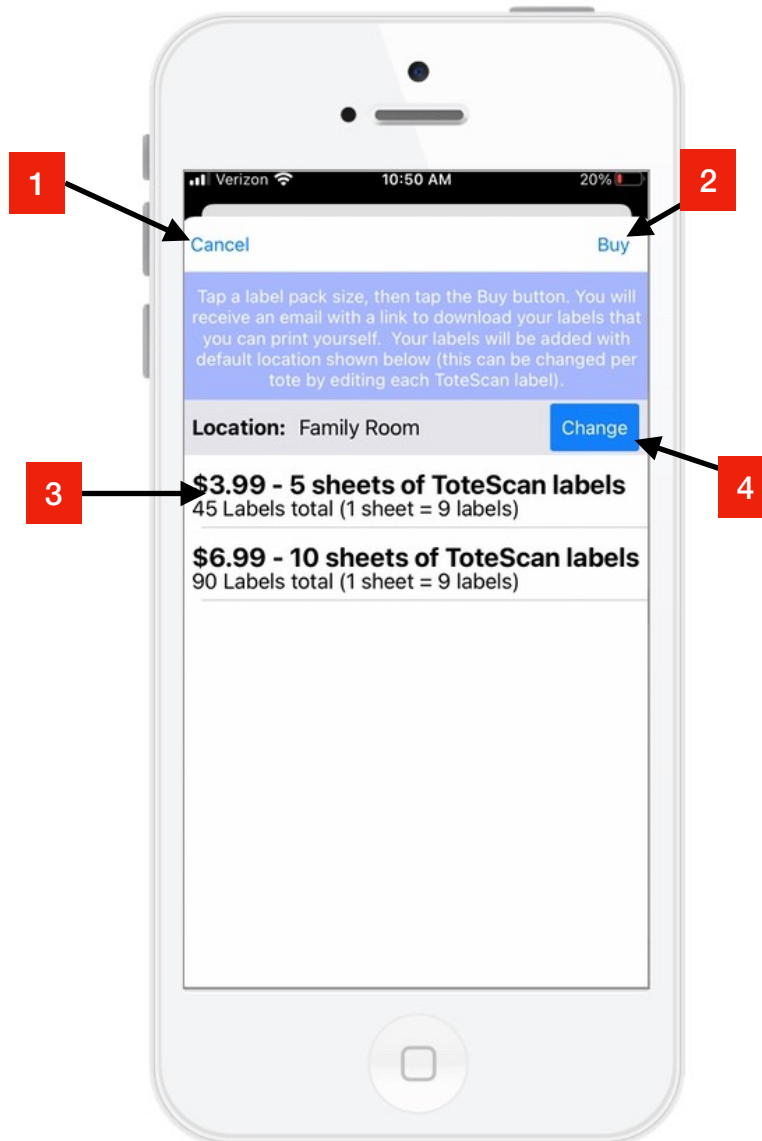 Verizon 10:50 AM 20%
1
2
Cancel Buy
Tap a label pack size, then tap the Buy button. You will
receive an email with a link to download your labels that
you can print yourself. Your labels will be added with
default location shown below (this can be changed per
tote by editing each ToteScan label).
Location: Family Room Change
3
4
$3.99 - 5 sheets of ToteScan labels
45 Labels total (1 sheet = 9 labels)
$6.99 - 10 sheets of ToteScan labels
90 Labels total (1 sheet = 9 labels)